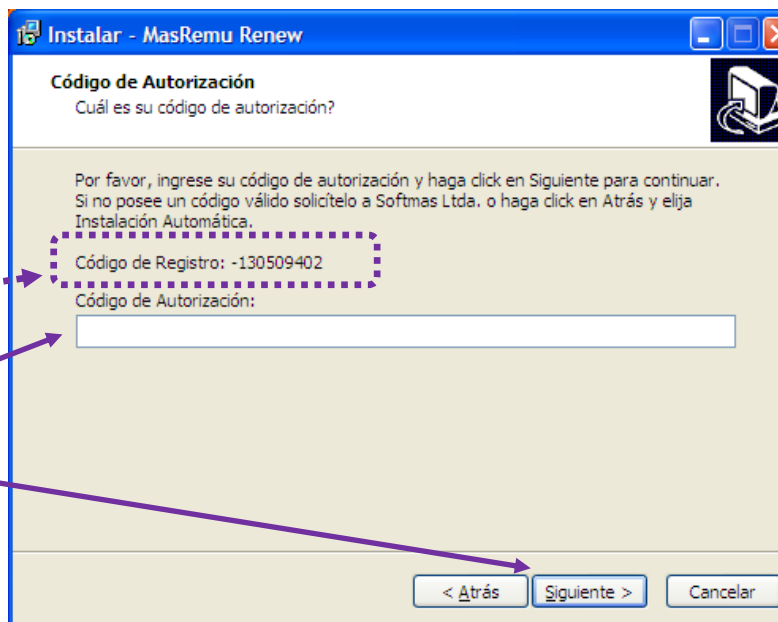 Instalar - MasRemu Renew
Código de Autorización
Cuál es su código de autorización?
Por favor, ingrese su código de autorización y haga click en Siguiente para continuar.
Si no posee un código válido solicítelo a Softmas Ltda. o haga click en Atrás y elija
Instalación Automática.
Código de Registro: -130509402
Código de Autorización:
< Atrás Siguiente > Cancelar